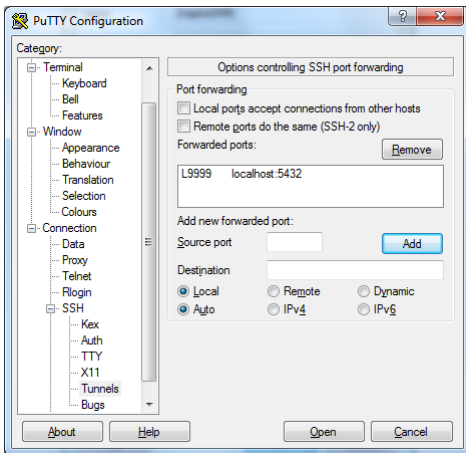 PuTTY Configuration
Category:
Terminal
Keyboard
Bell
Features
Window
Appearance
Behaviour
Translation
Selection
Colours
Connection
Data
Proxy
Telnet
Rlogin
SSH
Kex
Auth
TTY
X11
Tunnels
Bugs
Options controlling SSH port forwarding
Port forwarding
Local ports accept connections from other hosts
Remote ports do the same (SSH-2 only)
Forwarded ports: Remove
L9999 localhost:5432
Add new forwarded port:
Source port Add
Destination
Local Remote Dynamic
Auto IPv4 IPv6
About Help Open Cancel